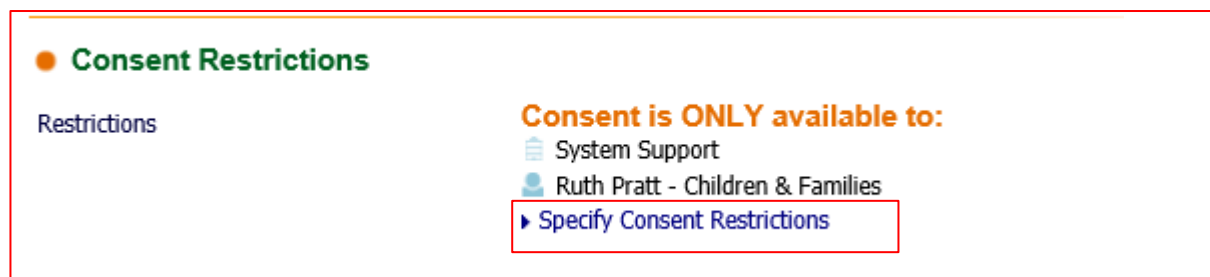 Consent Restrictions
Restrictions
Consent is ONLY available to:
System Support
Ruth Pratt - Children & Families
Specify Consent Restrictions